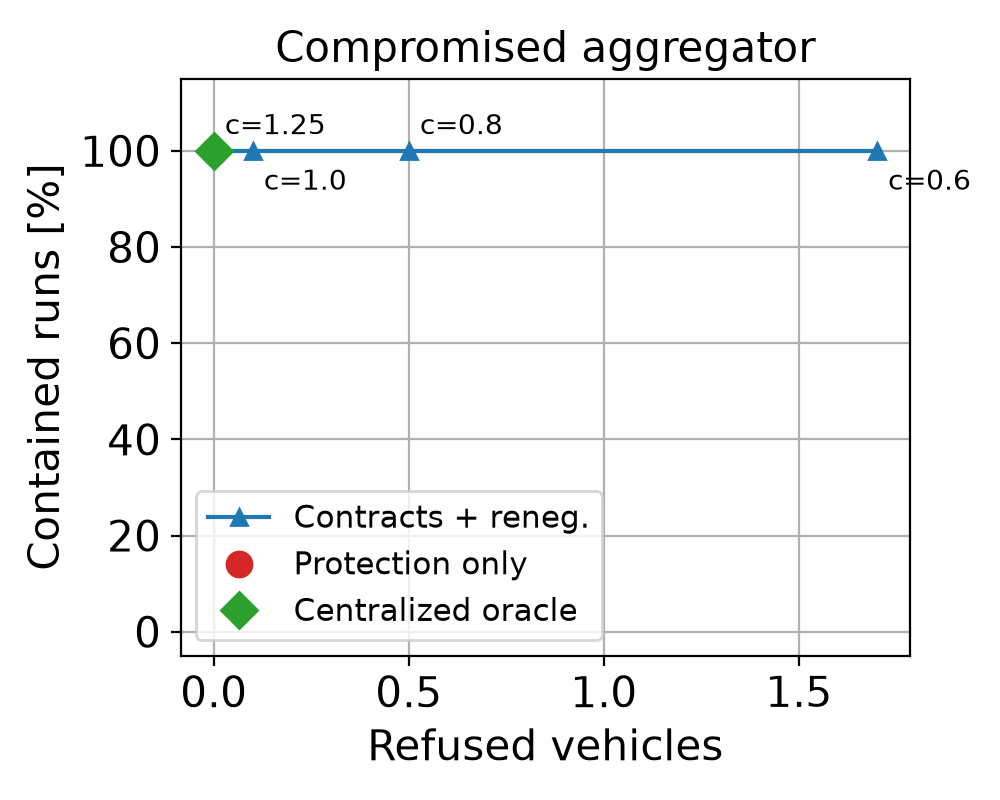 Compromised aggregator
Contained runs [%]
100
80
60
40
20
0
c=1.25
c=0.8
c=1.0
c=0.6
Contracts + reneg.
Protection only
Centralized oracle
0.0
0.5
1.0
1.5
Refused vehicles